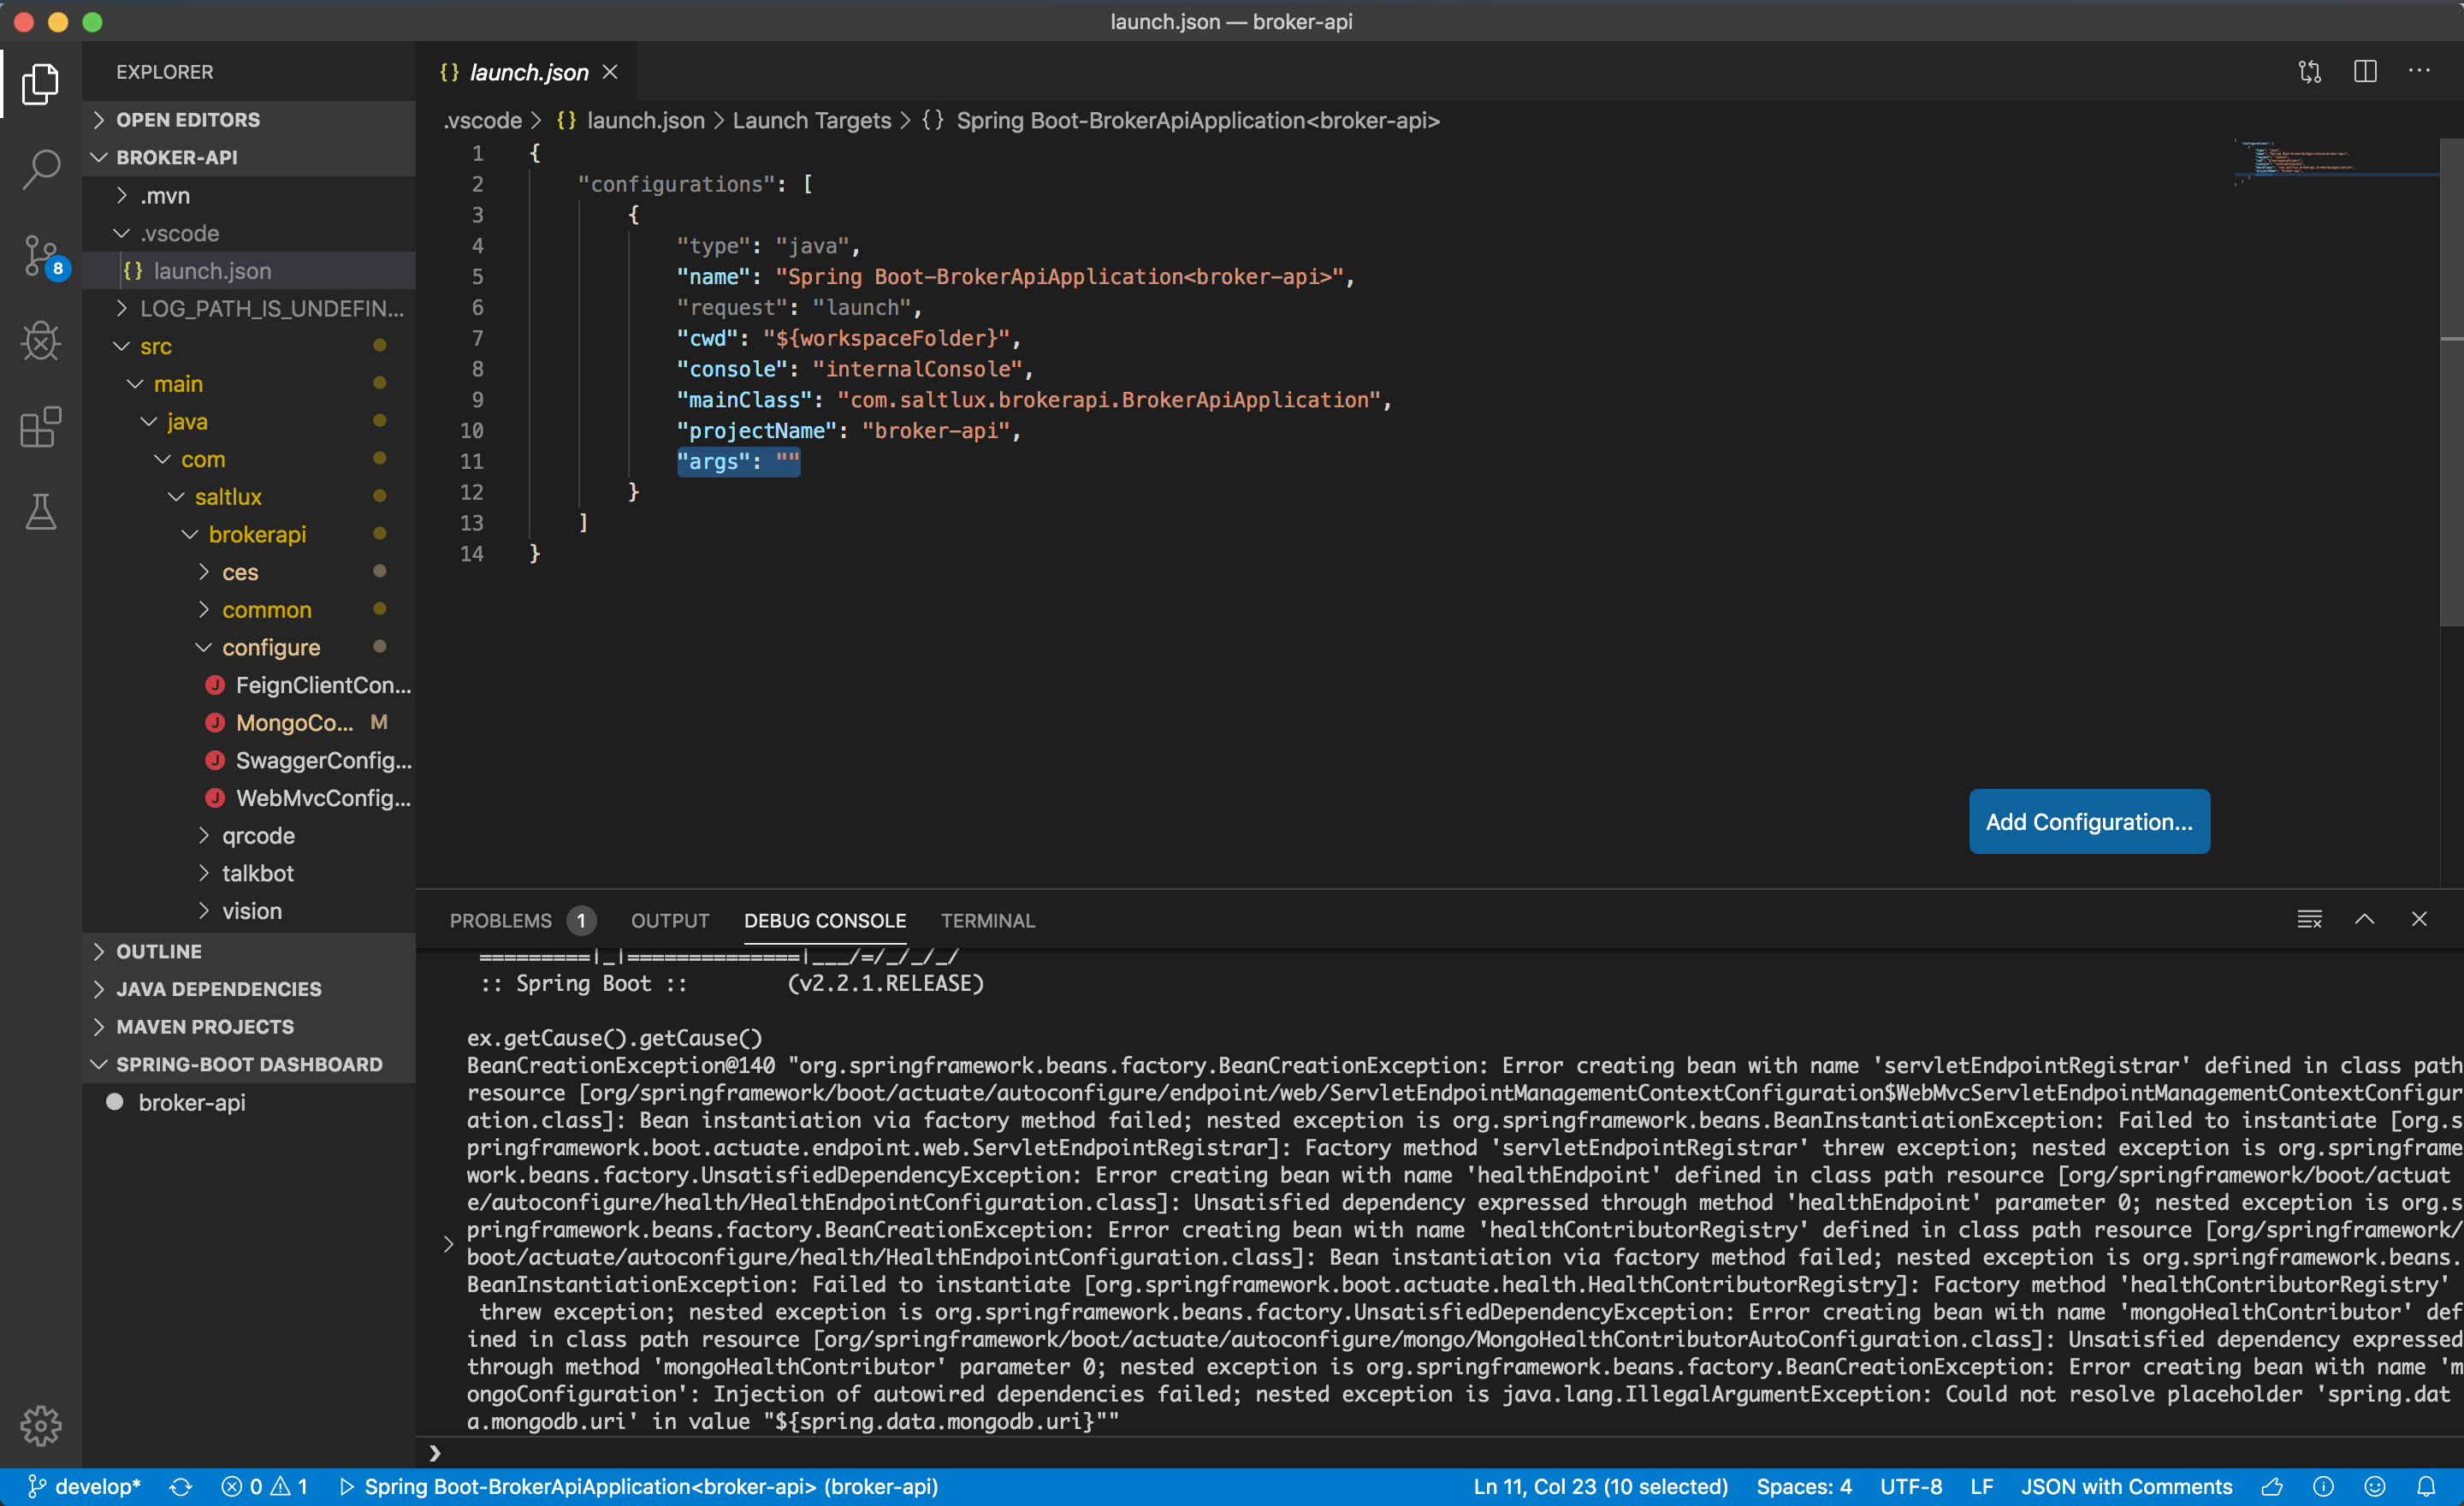 launch.json — broker-api
EXPLORER
OPEN EDITORS
BROKER-API
.mvn
.vscode
{} launch.json
LOG_PATH_IS_UNDEFIN...
src
main
java
com
saltlux
brokerapi
ces
common
configure
J FeignClientCon...
J MongoCo... M
J SwaggerConfig...
J WebMvcConfig...
qrcode
talkbot
vision
OUTLINE
JAVA DEPENDENCIES
MAVEN PROJECTS
SPRING-BOOT DASHBOARD
broker-api
8
{} launch.json
.vscode > {} launch.json > Launch Targets > {} Spring Boot-BrokerApiApplication<broker-api>
1 {
2 "configurations": [
3 {
4 "type": "java",
5 "name": "Spring Boot-BrokerApiApplication<broker-api>",
6 "request": "launch",
7 "cwd": "${workspaceFolder}",
8 "console": "internalConsole",
9 "mainClass": "com.saltlux.brokerapi.BrokerApiApplication",
10 "projectName": "broker-api",
11 "args": ""
12 }
13 ]
14 }
Add Configuration...
PROBLEMS 1 OUTPUT DEBUG CONSOLE TERMINAL
=========|_|==============|___/=/_/_/_/
:: Spring Boot :: (v2.2.1.RELEASE)
ex.getCause().getCause()
BeanCreationException@140 "org.springframework.beans.factory.BeanCreationException: Error creating bean with name 'servletEndpointRegistrar' defined in class path
resource [org/springframework/boot/actuate/autoconfigure/endpoint/web/ServletEndpointManagementContextConfiguration$WebMvcServletEndpointManagementContextConfigur
ation.class]: Bean instantiation via factory method failed; nested exception is org.springframework.beans.BeanInstantiationException: Failed to instantiate [org.s
pringframework.boot.actuate.endpoint.web.ServletEndpointRegistrar]: Factory method 'servletEndpointRegistrar' threw exception; nested exception is org.springframe
work.beans.factory.UnsatisfiedDependencyException: Error creating bean with name 'healthEndpoint' defined in class path resource [org/springframework/boot/actuat
e/autoconfigure/health/HealthEndpointConfiguration.class]: Unsatisfied dependency expressed through method 'healthEndpoint' parameter 0; nested exception is org.s
pringframework.beans.factory.BeanCreationException: Error creating bean with name 'healthContributorRegistry' defined in class path resource [org/springframework/
boot/actuate/autoconfigure/health/HealthEndpointConfiguration.class]: Bean instantiation via factory method failed; nested exception is org.springframework.beans.
BeanInstantiationException: Failed to instantiate [org.springframework.boot.actuate.health.HealthContributorRegistry]: Factory method 'healthContributorRegistry'
threw exception; nested exception is org.springframework.beans.factory.UnsatisfiedDependencyException: Error creating bean with name 'mongoHealthContributor' def
ined in class path resource [org/springframework/boot/actuate/autoconfigure/mongo/MongoHealthContributorAutoConfiguration.class]: Unsatisfied dependency expressed
through method 'mongoHealthContributor' parameter 0; nested exception is org.springframework.beans.factory.BeanCreationException: Error creating bean with name 'm
ongoConfiguration': Injection of autowired dependencies failed; nested exception is java.lang.IllegalArgumentException: Could not resolve placeholder 'spring.dat
a.mongodb.uri' in value "${spring.data.mongodb.uri}""
develop* 0 1 Spring Boot-BrokerApiApplication<broker-api> (broker-api) Ln 11, Col 23 (10 selected) Spaces: 4 UTF-8 LF JSON with Comments